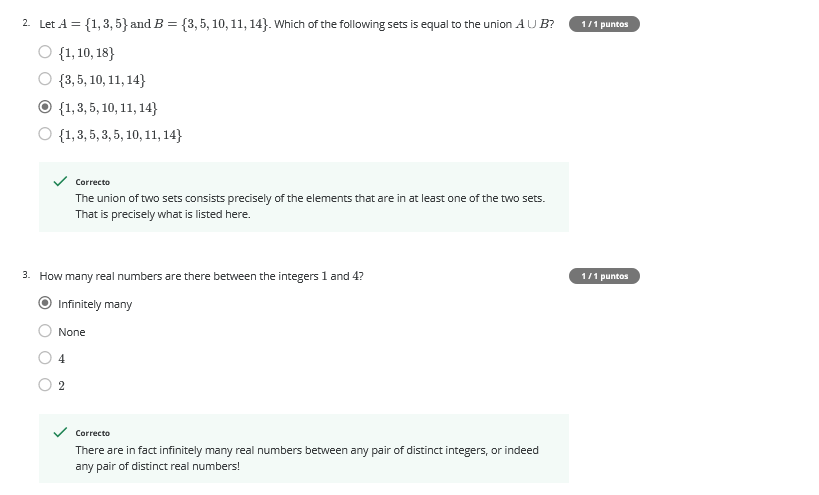 2. Let A = {1, 3, 5} and B = {3, 5, 10, 11, 14}. Which of the following sets is equal to the union A ∪ B? 1 / 1 puntos
{1, 10, 18}
{3, 5, 10, 11, 14}
{1, 3, 5, 10, 11, 14}
{1, 3, 5, 3, 5, 10, 11, 14}
Correcto
The union of two sets consists precisely of the elements that are in at least one of the two sets.
That is precisely what is listed here.
3. How many real numbers are there between the integers 1 and 4? 1 / 1 puntos
Infinitely many
None
4
2
Correcto
There are in fact infinitely many real numbers between any pair of distinct integers, or indeed
any pair of distinct real numbers!